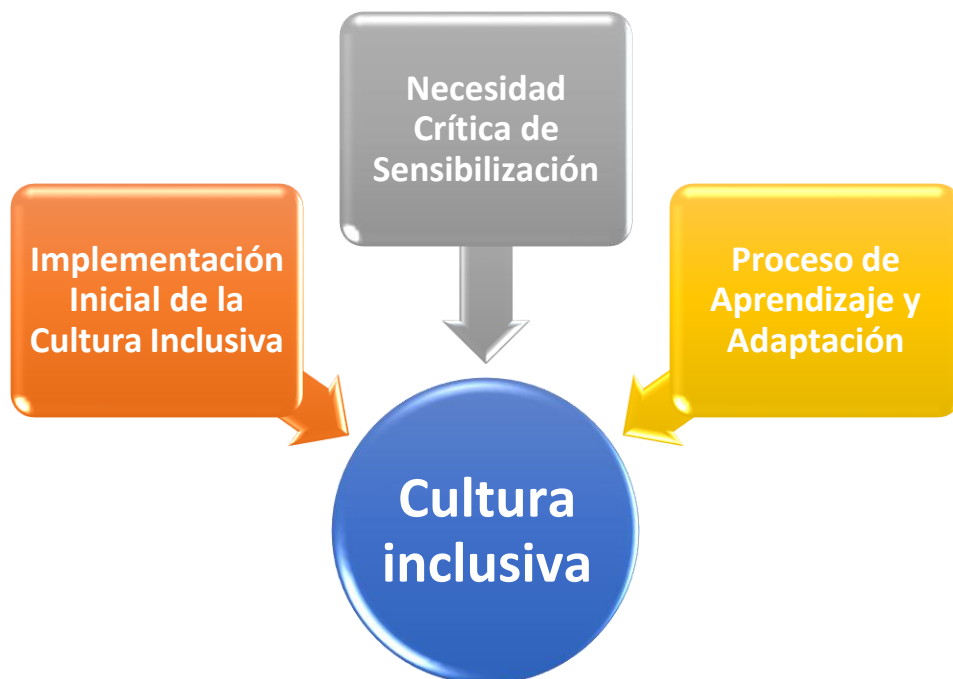 Necesidad
Crítica de
Sensibilización
Implementación
Inicial de la
Cultura Inclusiva
Proceso de
Aprendizaje y
Adaptación
Cultura
inclusiva